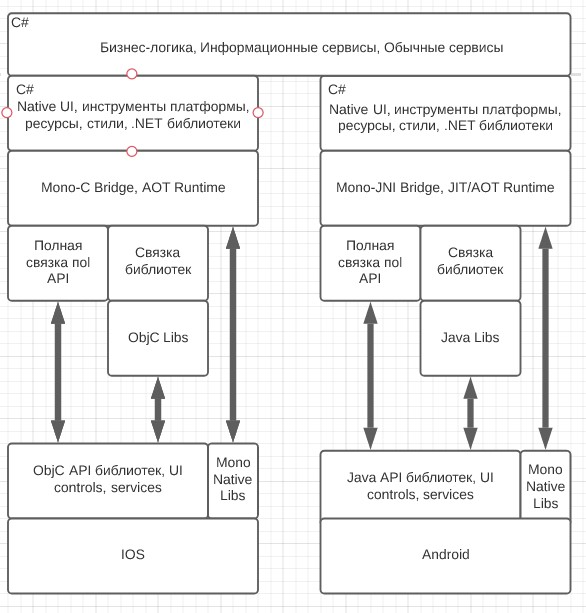 C#
Бизнес-логика, Информационные сервисы, Обычные сервисы
C#
Native UI, инструменты платформы,
ресурсы, стили, .NET библиотеки
C#
Native UI, инструменты платформы,
ресурсы, стили, .NET библиотеки
Mono-C Bridge, AOT Runtime
Mono-JNI Bridge, JIT/AOT Runtime
Полная
связка пol
API
Связка
библиотек
Полная
связка пol
API
Связка
библиотек
ObjC Libs
Java Libs
ObjC API библиотек, UI
controls, services
Mono
Native
Libs
Java API библиотек, UI
controls, services
Mono
Native
Libs
IOS
Android